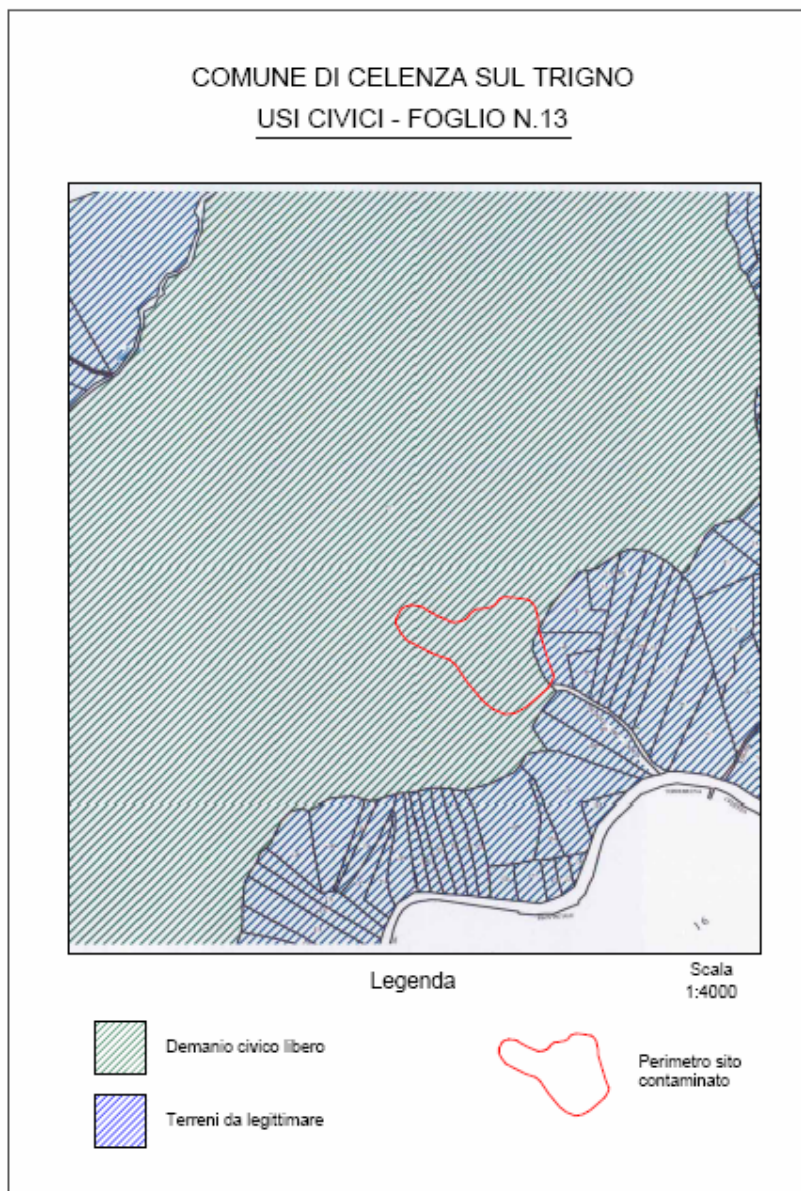 COMUNE DI CELENZA SUL TRIGNO
USI CIVICI - FOGLIO N.13
16
Legenda
Scala
1:4000
Demanio civico libero
Perimetro sito
contaminato
Terreni da legittimare